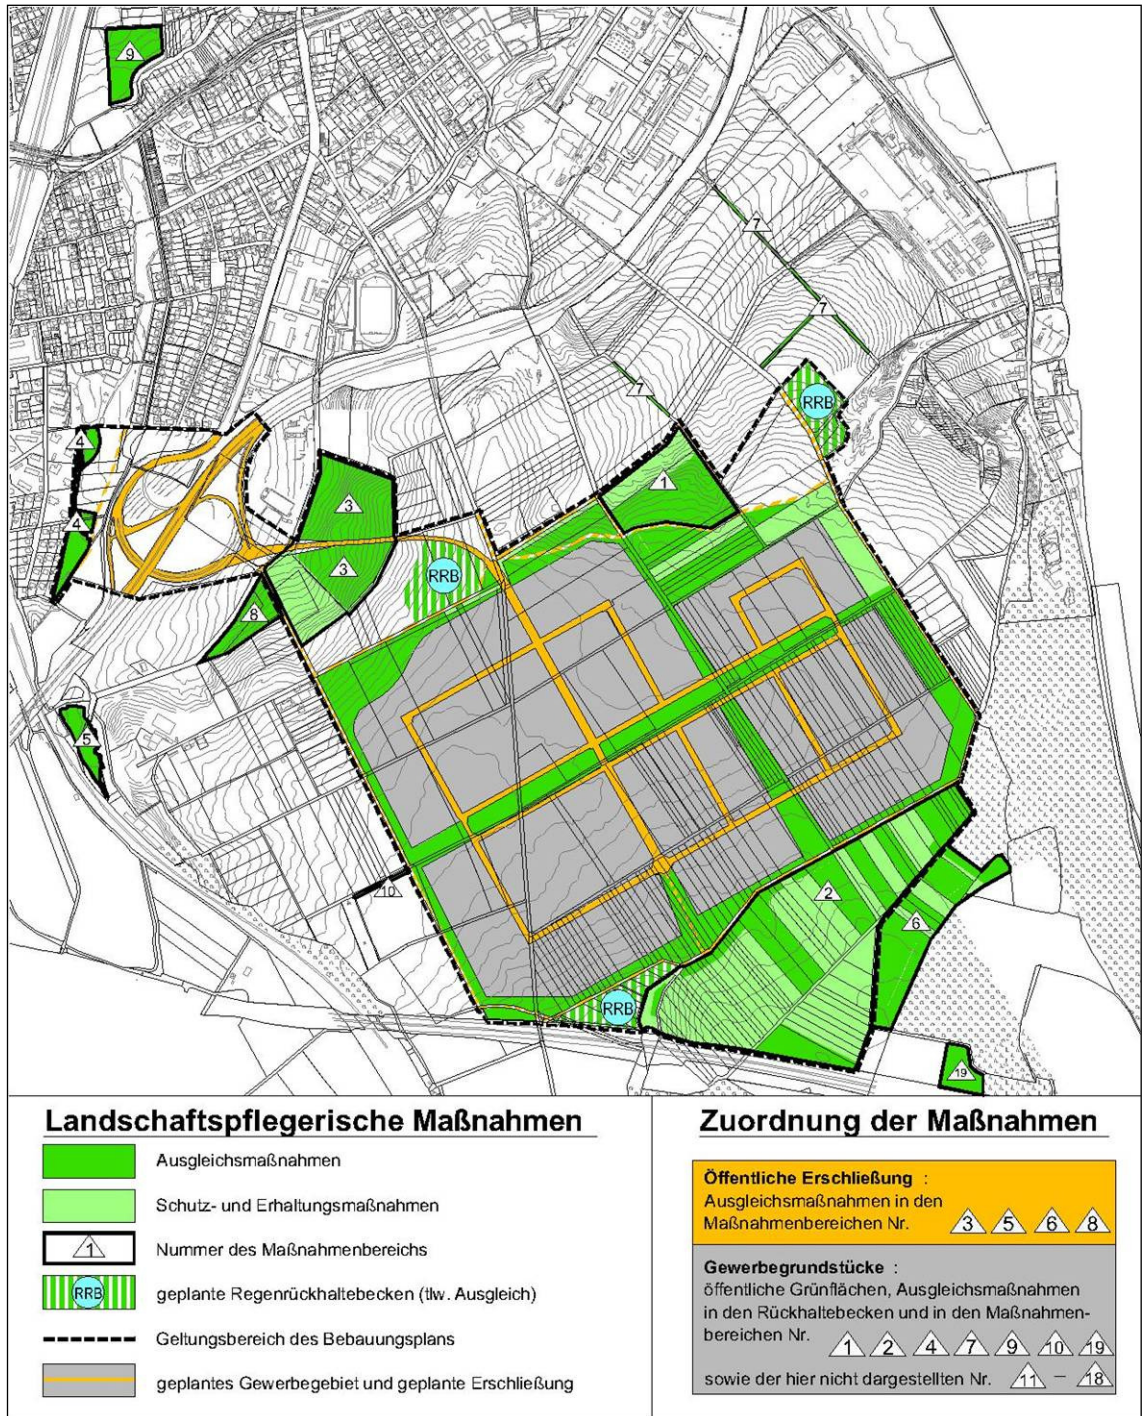 9
7
7
7
RRB
4
1
3
4
3
RRB
8
5
10
2
6
RRB
19
Landschaftspflegerische Maßnahmen
Ausgleichsmaßnahmen
Schutz- und Erhaltungsmaßnahmen
1 Nummer des Maßnahmenbereichs
RRB geplante Regenrückhaltebecken (tlw. Ausgleich)
Geltungsbereich des Bebauungsplans
geplantes Gewerbegebiet und geplante Erschließung
Zuordnung der Maßnahmen
Öffentliche Erschließung :
Ausgleichsmaßnahmen in den
Maßnahmenbereichen Nr. 3 5 6 8
Gewerbegrundstücke :
öffentliche Grünflächen, Ausgleichsmaßnahmen
in den Rückhaltebecken und in den Maßnahmen-
bereichen Nr. 1 2 4 7 9 10 19
sowie der hier nicht dargestellten Nr. 11 – 18